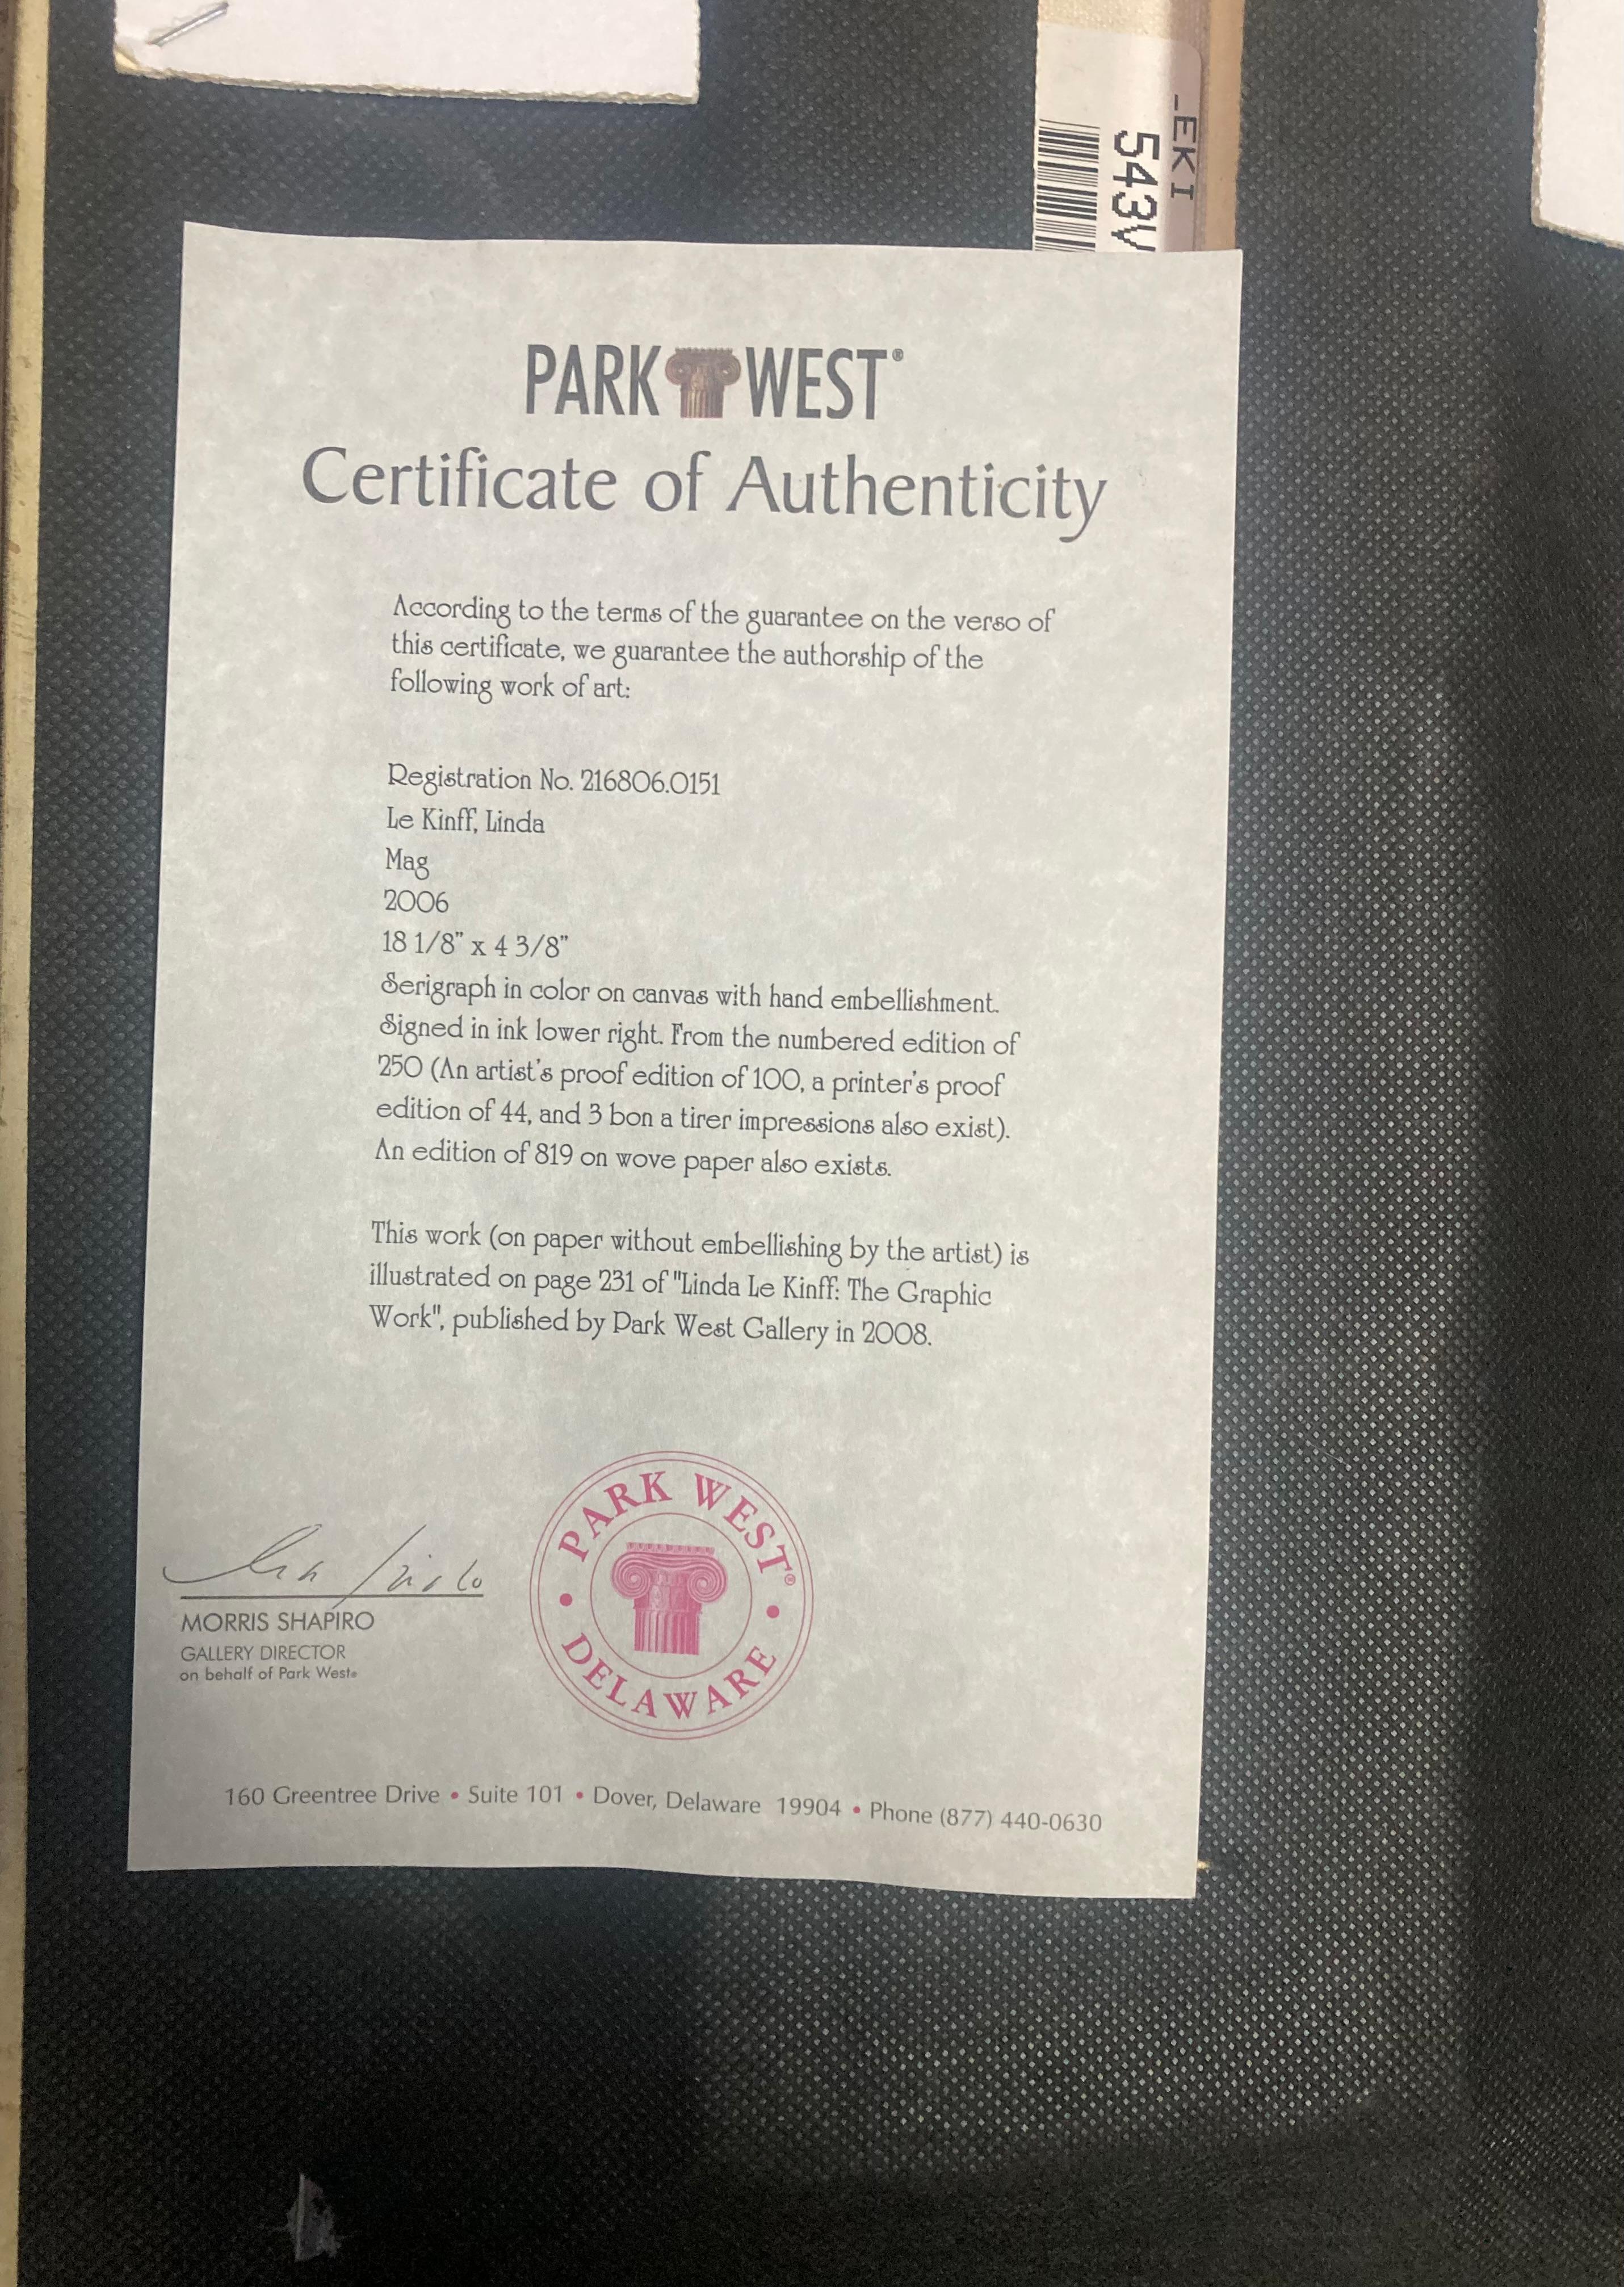 -EKI
543V
PARK WEST®
Certificate of Authenticity
According to the terms of the guarantee on the verso of
this certificate, we guarantee the authorship of the
following work of art:
Registration No. 216806.0151
Le Kinff, Linda
Mag
2006
18 1/8" x 4 3/8"
Serigraph in color on canvas with hand embellishment.
Signed in ink lower right. From the numbered edition of
250 (An artist's proof edition of 100, a printer's proof
edition of 44, and 3 bon a tirer impressions also exist).
An edition of 819 on wove paper also exists.
This work (on paper without embellishing by the artist) is
illustrated on page 231 of "Linda Le Kinff: The Graphic
Work", published by Park West Gallery in 2008.
MORRIS SHAPIRO
GALLERY DIRECTOR
on behalf of Park West®
PARK WEST®
DELAWARE
160 Greentree Drive • Suite 101 • Dover, Delaware 19904 • Phone (877) 440-0630